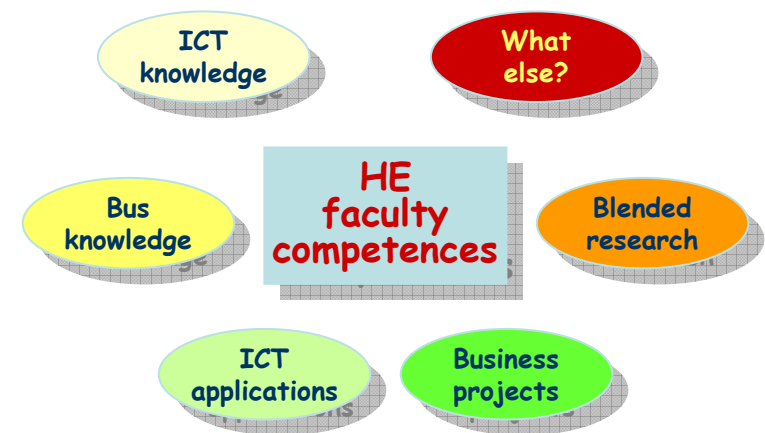 ICT
knowledge
What
else?
HE
faculty
competences
Bus
knowledge
Blended
research
ICT
applications
Business
projects